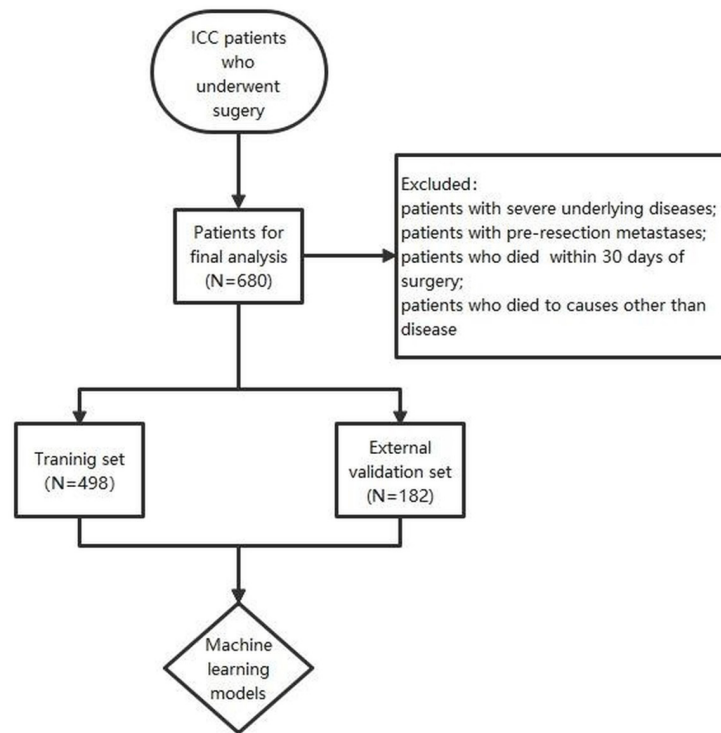 ICC patients
who
underwent
sugery
Patients for
final analysis
(N=680)
Excluded:
patients with severe underlying diseases;
patients with pre-resection metastases;
patients who died within 30 days of
surgery;
patients who died to causes other than
disease
Traninig set
(N=498)
External
validation set
(N=182)
Machine
learning
models